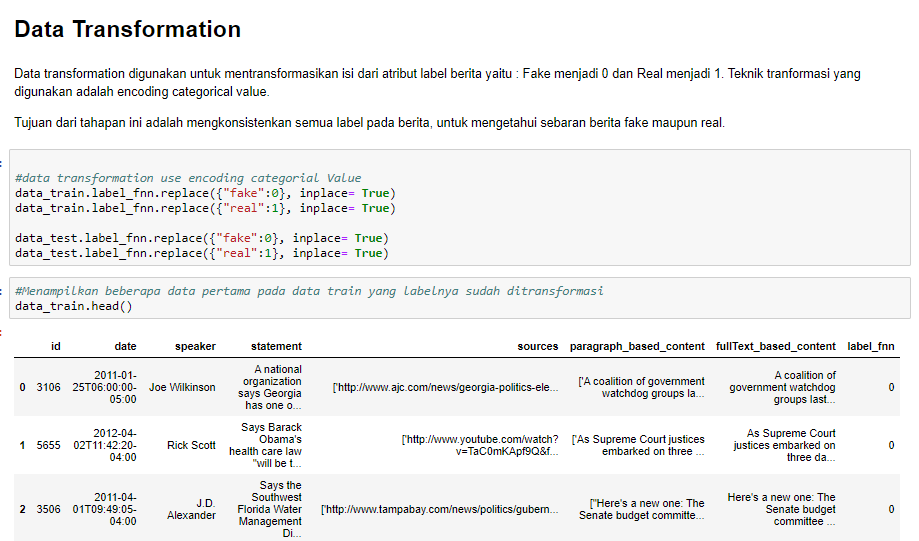 Data Transformation
Data transformation digunakan untuk mentransformasikan isi dari atribut label berita yaitu : Fake menjadi 0 dan Real menjadi 1. Teknik tranformasi yang
digunakan adalah encoding categorical value.
Tujuan dari tahapan ini adalah mengkonsistenkan semua label pada berita, untuk mengetahui sebaran berita fake maupun real.
#data transformation use encoding categorial Value
data_train.label_fnn.replace({"fake":0}, inplace= True)
data_train.label_fnn.replace({"real":1}, inplace= True)
data_test.label_fnn.replace({"fake":0}, inplace= True)
data_test.label_fnn.replace({"real":1}, inplace= True)
#Menampilkan beberapa data pertama pada data train yang labelnya sudah ditransformasi
data_train.head()
id date speaker statement sources paragraph_based_content fullText_based_content label_fnn
0 3106 2011-01-25T06:00:00-05:00 Joe Wilkinson A national organization says Georgia has one o... ['http://www.ajc.com/news/georgia-politics-ele... ['A coalition of government watchdog groups la... A coalition of government watchdog groups last... 0
1 5655 2012-04-02T11:42:20-04:00 Rick Scott Says Barack Obama's health care law "will be t... ['http://www.youtube.com/watch?v=TaC0mKApf9Q&f... ['As Supreme Court justices embarked on three ... As Supreme Court justices embarked on three da... 0
2 3506 2011-04-01T09:49:05-04:00 J.D. Alexander Says the Southwest Florida Water Management Di... ['http://www.tampabay.com/news/politics/gubern... ["Here's a new one: The Senate budget committe... Here's a new one: The Senate budget committee ... 0